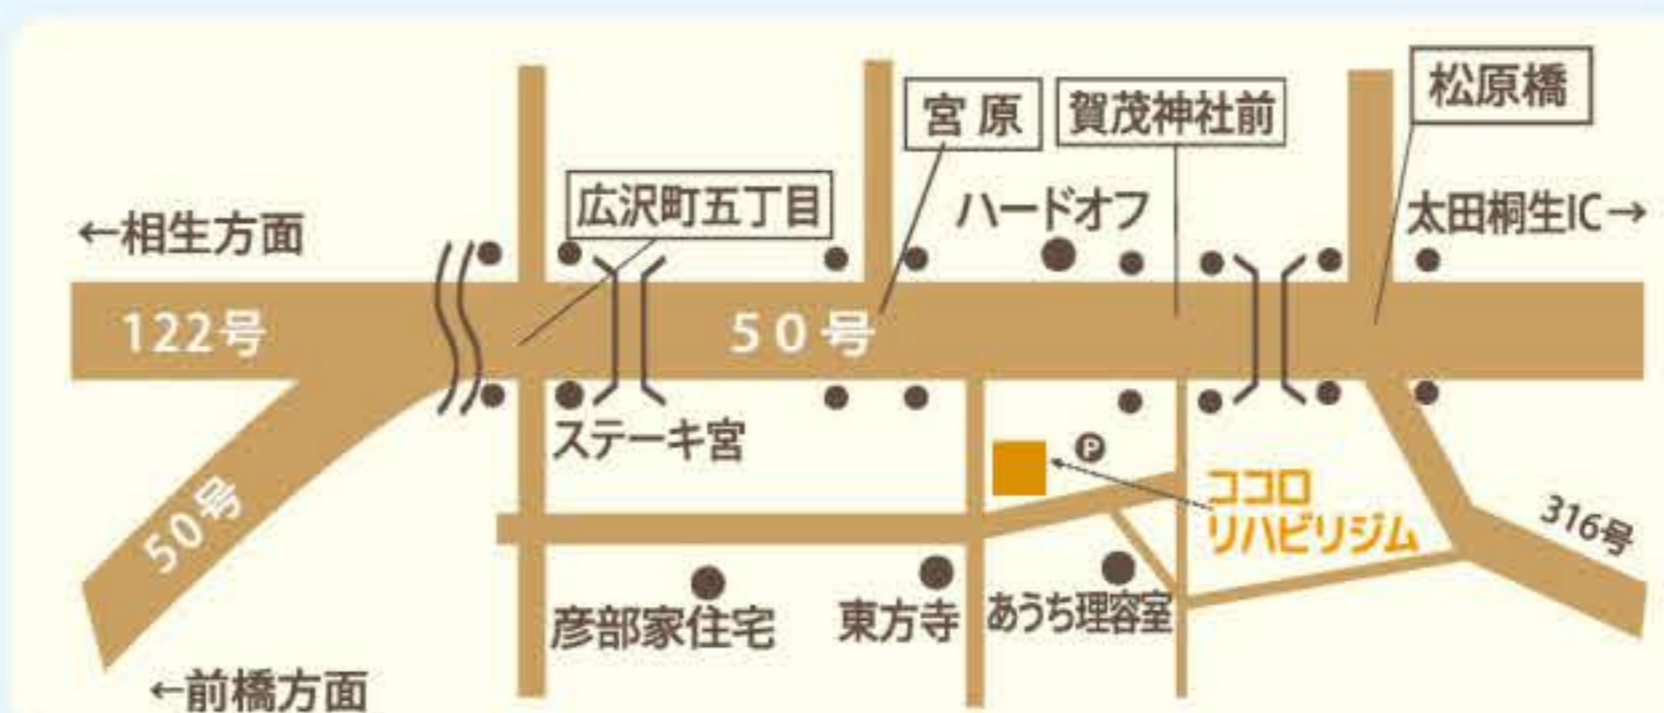 松原橋
宮原
賀茂神社前
広沢町五丁目
ハードオフ
太田桐生IC→
←相生方面
122号
50号
ステーキ宮
P
ココロ
リハビリジム
50号
316号
彦部家住宅
東方寺
あうち理容室
←前橋方面